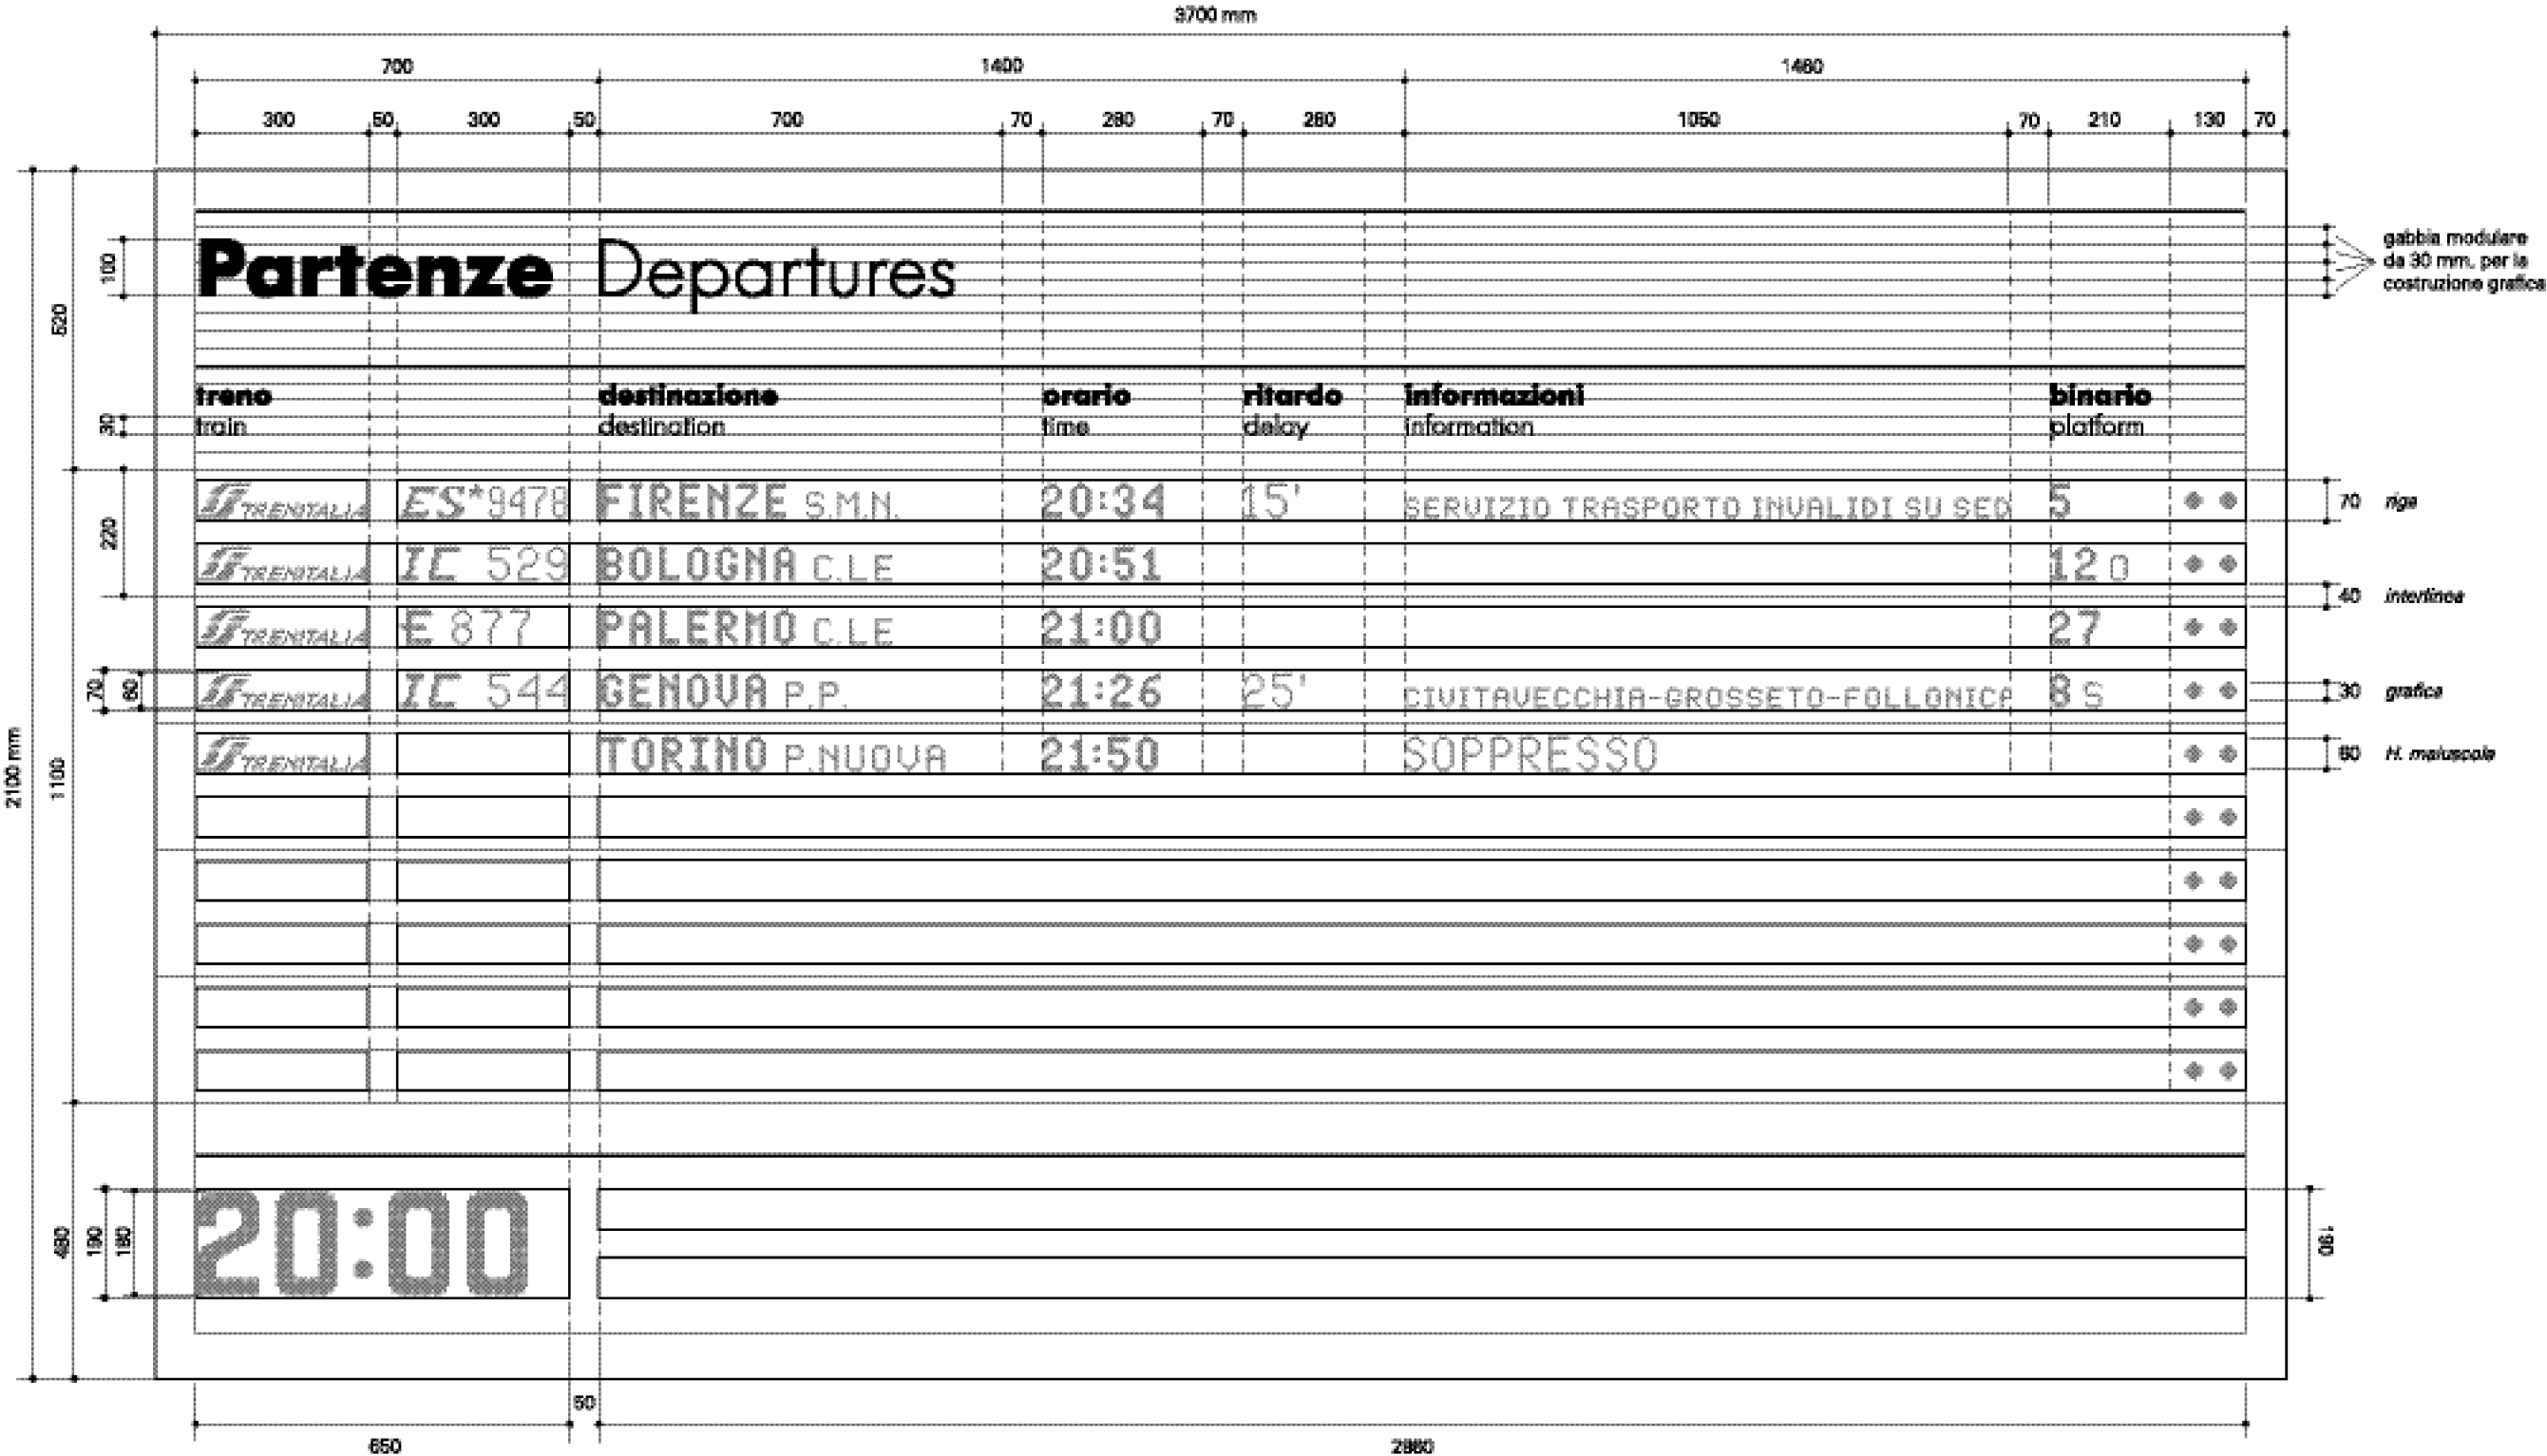 3700 mm
700 1400 1460
300 50 300 50 700 70 280 70 280 1050 70 210 130 70
Partenze Departures
gabbia modulare
da 30 mm. per la
costruzione grafica
100
520
treno destinazione orario ritardo informazioni binario
train destination time delay information platform
30
TRENITALIA ES*9478 FIRENZE S.M.N. 20:34 15' SERVIZIO TRASPORTO INVALIDI SU SED 5
70 riga
220
TRENITALIA IC 529 BOLOGNA C.LE 20:51 12 O
40 interlinea
TRENITALIA E 877 PALERMO C.LE 21:00 27
70 60
TRENITALIA IC 544 GENOVA P.P. 21:26 25' CIVITAVECCHIA-GROSSETO-FOLLONICA 8 S
30 grafica
TRENITALIA TORINO P.NUOVA 21:50 SOPPRESSO
60 H. maiuscola
2100 mm
1100
480
190 180
20:00
190
50
650 2860